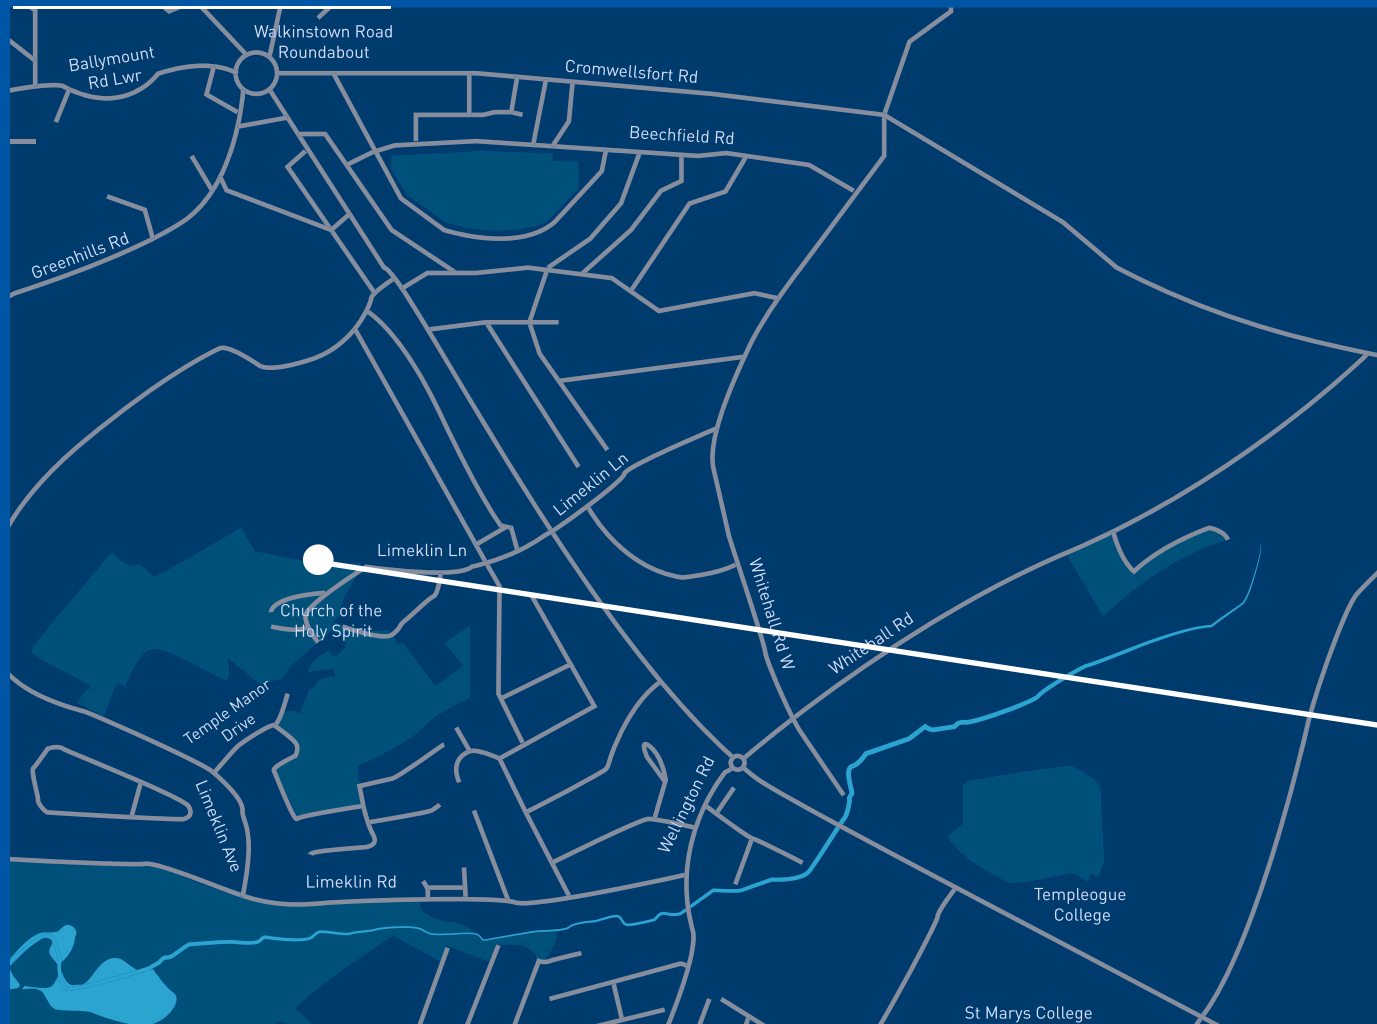 Walkinstown Road
Roundabout
Ballymount
Rd Lwr
Cromwellsfort Rd
Beechfield Rd
Greenhills Rd
Limeklin Ln
Limeklin Ln
Whitehall Rd W
Church of the
Holy Spirit
Whitehall Rd
Temple Manor
Drive
Wellington Rd
Limeklin Ave
Limeklin Rd
Templeogue
College
St Marys College